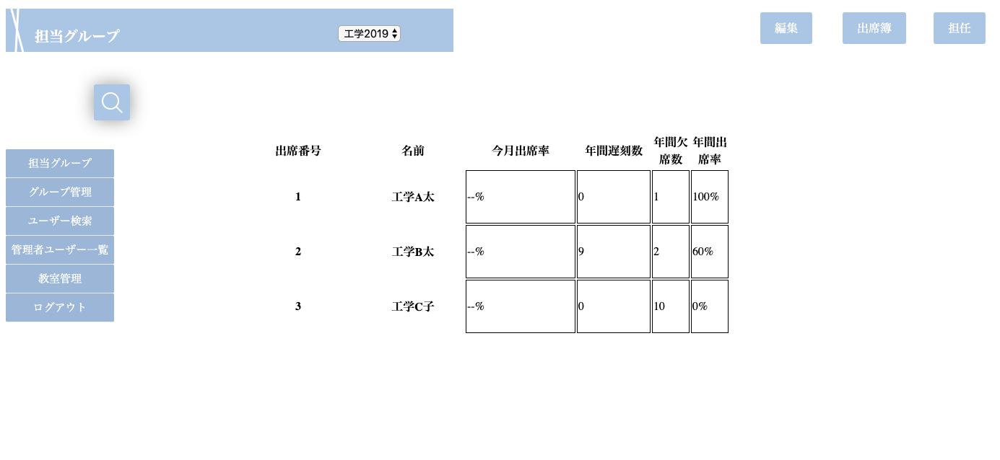 担当グループ
工学2019
編集
出席簿
担任
担当グループ
グループ管理
ユーザー検索
管理者ユーザー一覧
教室管理
ログアウト
出席番号 名前 今月出席率 年間遅刻数 年間欠 年間出
席数 席率
1 工学A太 --% 0 1 100%
2 工学B太 --% 9 2 60%
3 工学C子 --% 0 10 0%